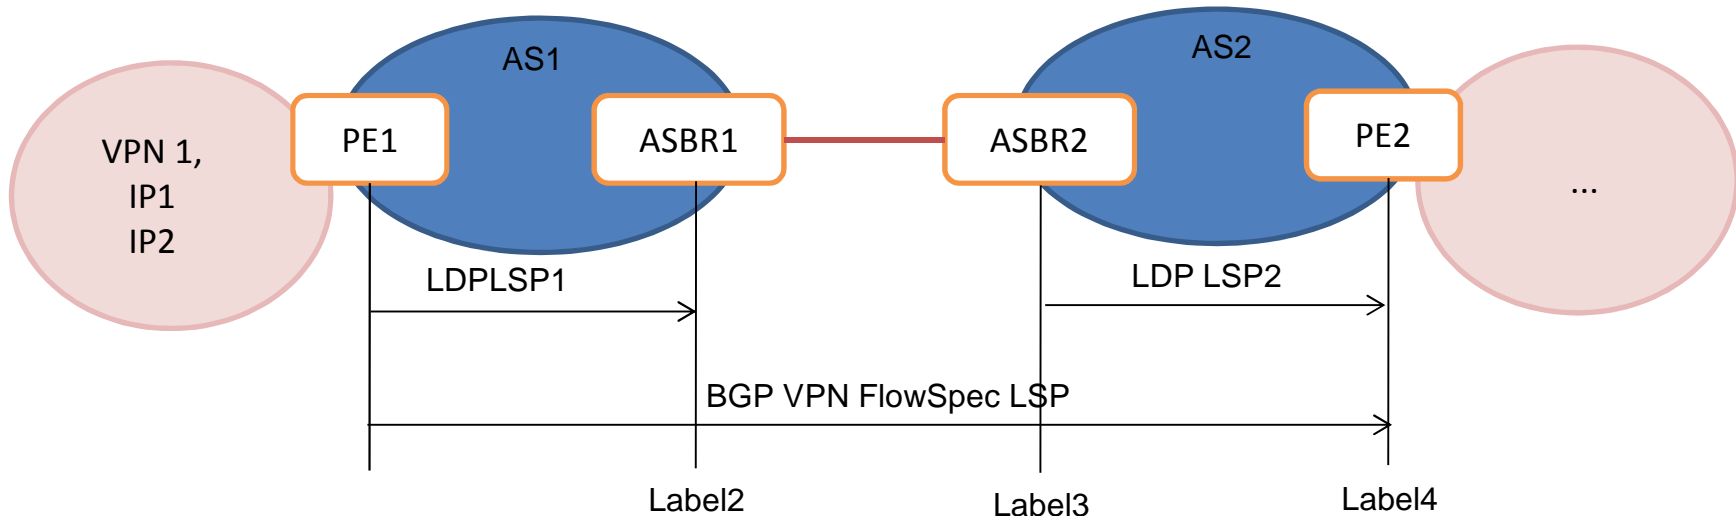 AS1
AS2
PE1
ASBR1
ASBR2
PE2
VPN 1,
IP1
IP2
...
LDPLSP1
LDP LSP2
BGP VPN FlowSpec LSP
Label2
Label3
Label4